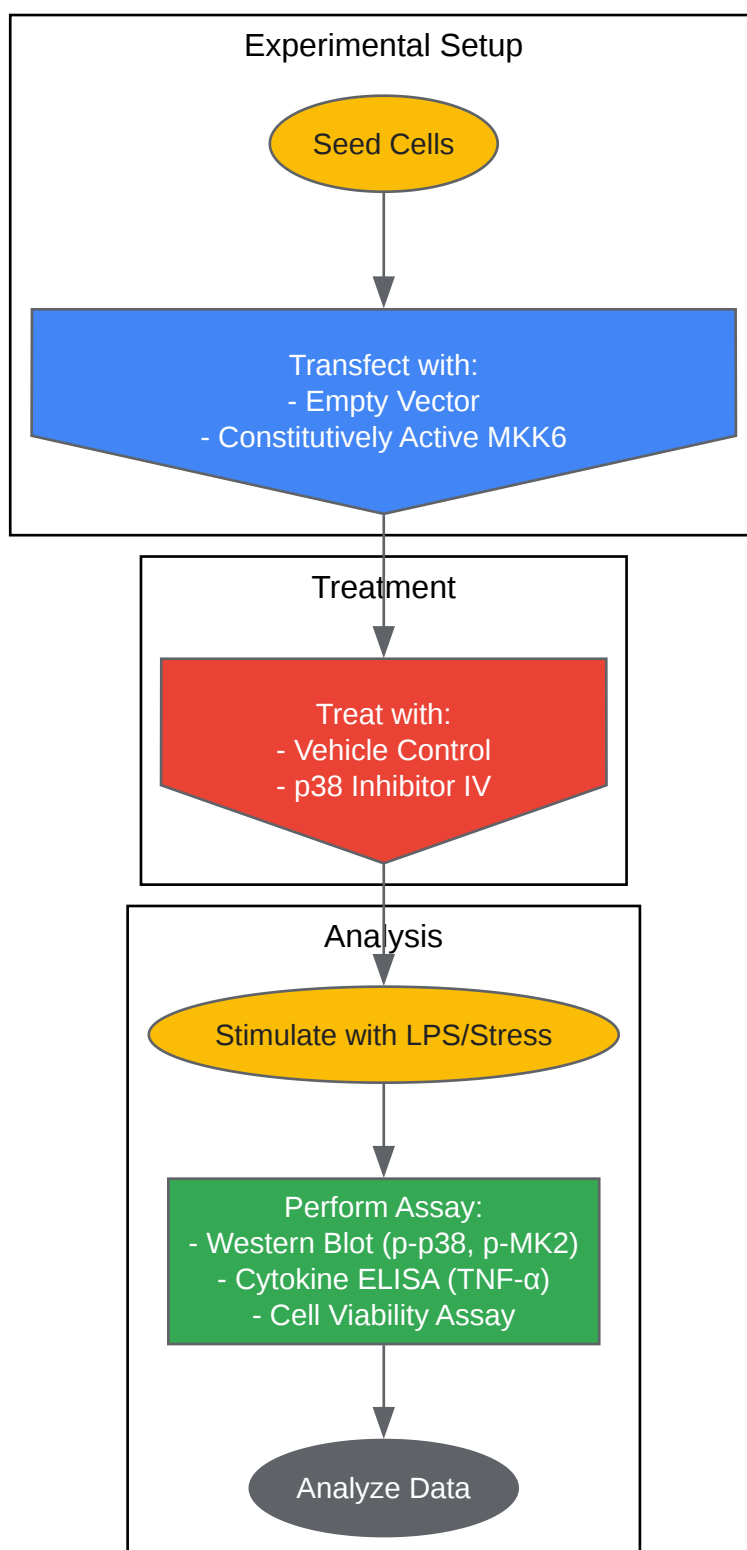 Experimental Setup
Seed Cells
Transfect with:
- Empty Vector
- Constitutively Active MKK6
Treatment
Treat with:
- Vehicle Control
- p38 Inhibitor IV
Analysis
Stimulate with LPS/Stress
Perform Assay:
- Western Blot (p-p38, p-MK2)
- Cytokine ELISA (TNF-α)
- Cell Viability Assay
Analyze Data